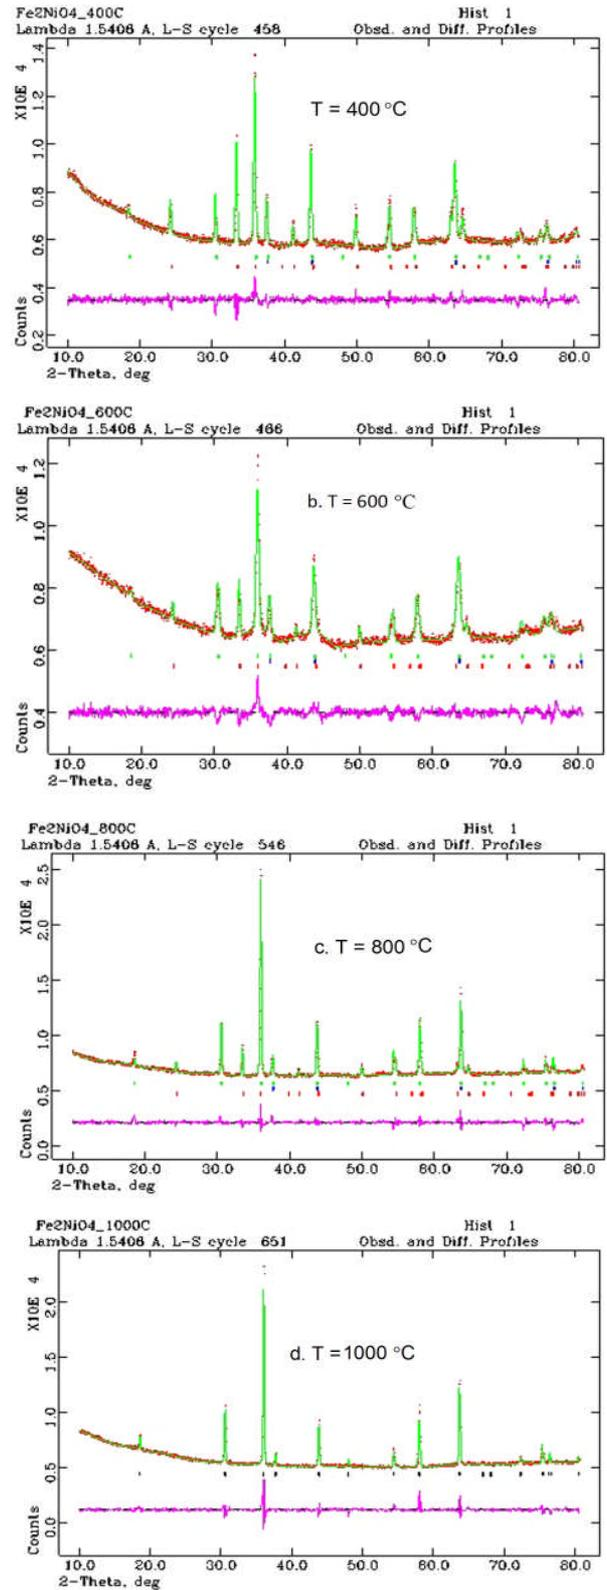 Fe2NiO4_400C Hist 1
Lambda 1.5406 A, L-S cycle 458 Obsd. and Diff. Profiles
X10E 4
Counts
T = 400 °C
1.4
1.2
1.0
0.8
0.6
0.4
0.2
10.0 20.0 30.0 40.0 50.0 60.0 70.0 80.0
2-Theta, deg
Fe2NiO4_600C Hist 1
Lambda 1.5406 A, L-S cycle 466 Obsd. and Diff. Profiles
X10E 4
Counts
b. T = 600 °C
1.2
1.0
0.8
0.6
0.4
10.0 20.0 30.0 40.0 50.0 60.0 70.0 80.0
2-Theta, deg
Fe2NiO4_800C Hist 1
Lambda 1.5406 A, L-S cycle 546 Obsd. and Diff. Profiles
X10E 4
Counts
c. T = 800 °C
2.5
2.0
1.5
1.0
0.5
0.0
10.0 20.0 30.0 40.0 50.0 60.0 70.0 80.0
2-Theta, deg
Fe2NiO4_1000C Hist 1
Lambda 1.5406 A, L-S cycle 651 Obsd. and Diff. Profiles
X10E 4
Counts
d. T =1000 °C
2.0
1.5
1.0
0.5
0.0
10.0 20.0 30.0 40.0 50.0 60.0 70.0 80.0
2-Theta, deg